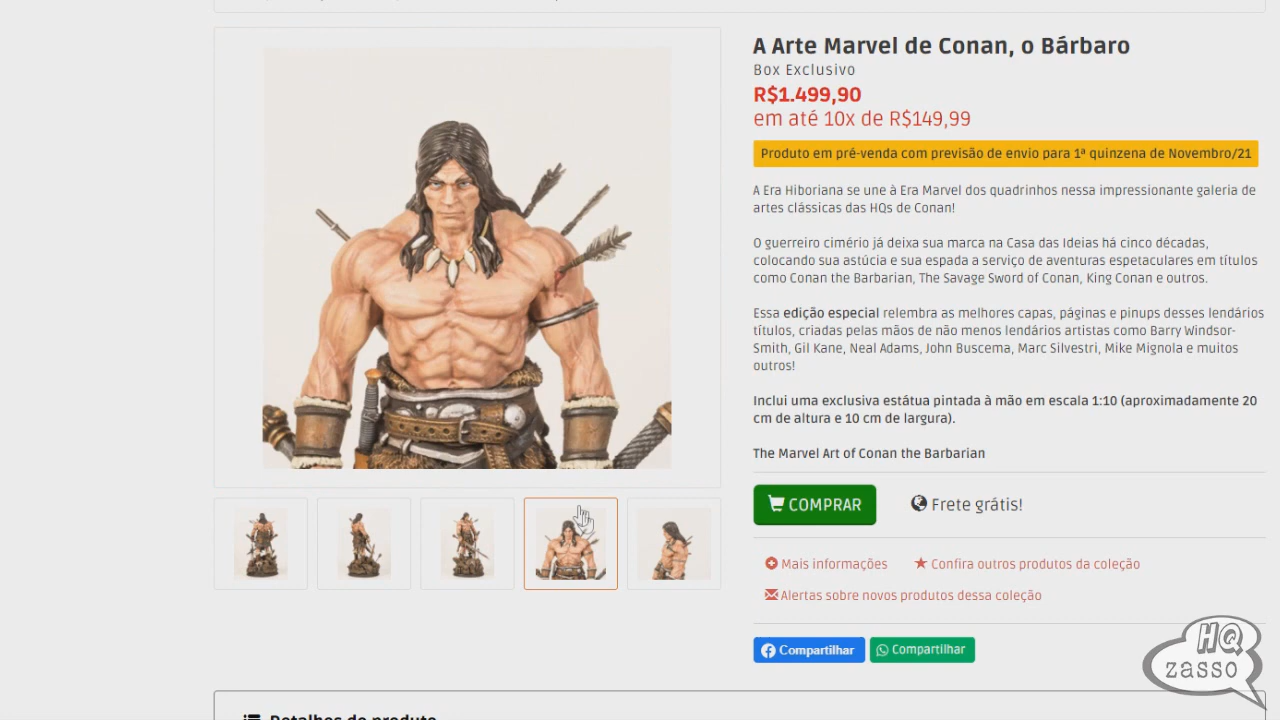 A Arte Marvel de Conan, o Bárbaro
Box Exclusivo
R$1.499,90
em até 10x de R$149,99
Produto em pré-venda com previsão de envio para 1ª quinzena de Novembro/21
A Era Hiboriana se une à Era Marvel dos quadrinhos nessa impressionante galeria de
artes clássicas das HQs de Conan!
O guerreiro cimério já deixa sua marca na Casa das Ideias há cinco décadas,
colocando sua astúcia e sua espada a serviço de aventuras espetaculares em títulos
como Conan the Barbarian, The Savage Sword of Conan, King Conan e outros.
Essa edição especial relembra as melhores capas, páginas e pinups desses lendários
títulos, criadas pelas mãos de não menos lendários artistas como Barry Windsor-
Smith, Gil Kane, Neal Adams, John Buscema, Marc Silvestri, Mike Mignola e muitos
outros!
Inclui uma exclusiva estátua pintada à mão em escala 1:10 (aproximadamente 20
cm de altura e 10 cm de largura).
The Marvel Art of Conan the Barbarian
COMPRAR
Frete grátis!
Mais informações
Confira outros produtos da coleção
Alertas sobre novos produtos dessa coleção
Compartilhar
Compartilhar
HQ
zasso
Detalhes do produto